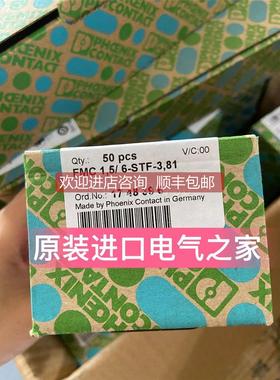 PHOENIX
CONTACT
Qty.: 50 pcs
V/C:00
FMC 1,5/ 6-STF-3,81
欢迎进店咨询 顺丰包邮
Ord.No.:
Made by Phoenix Contact in Germany
原装进口电气之家
PHOENIX
CONTACT